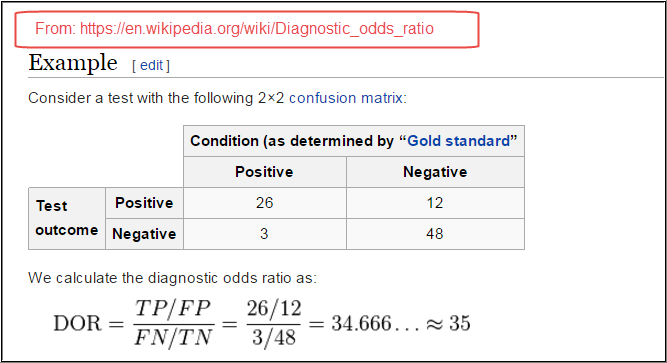 From: https://en.wikipedia.org/wiki/Diagnostic_odds_ratio
Example [ edit ]
Consider a test with the following 2×2 confusion matrix:
Condition (as determined by “Gold standard”
Positive Negative
Test outcome Positive 26 12
Negative 3 48
We calculate the diagnostic odds ratio as:
DOR = (TP/FP)/(FN/TN) = (26/12)/(3/48) = 34.666… ≈ 35